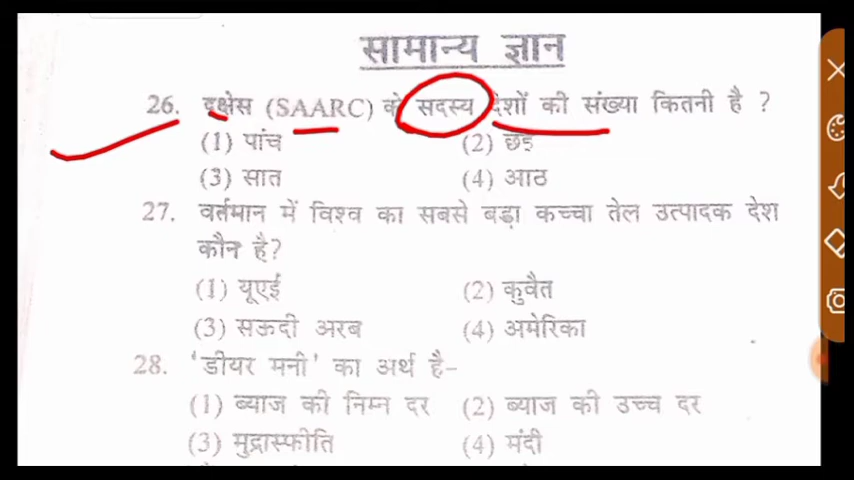 सामान्य ज्ञान
26. दक्षेस (SAARC) के सदस्य देशों की संख्या कितनी है ?
(1) पांच (2) छह
(3) सात (4) आठ
27. वर्तमान में विश्व का सबसे बड़ा कच्चा तेल उत्पादक देश
कौन है?
(1) यूएई (2) कुवैत
(3) सऊदी अरब (4) अमेरिका
28. 'डीयर मनी' का अर्थ है-
(1) ब्याज की निम्न दर (2) ब्याज की उच्च दर
(3) मुद्रास्फीति (4) मंदी